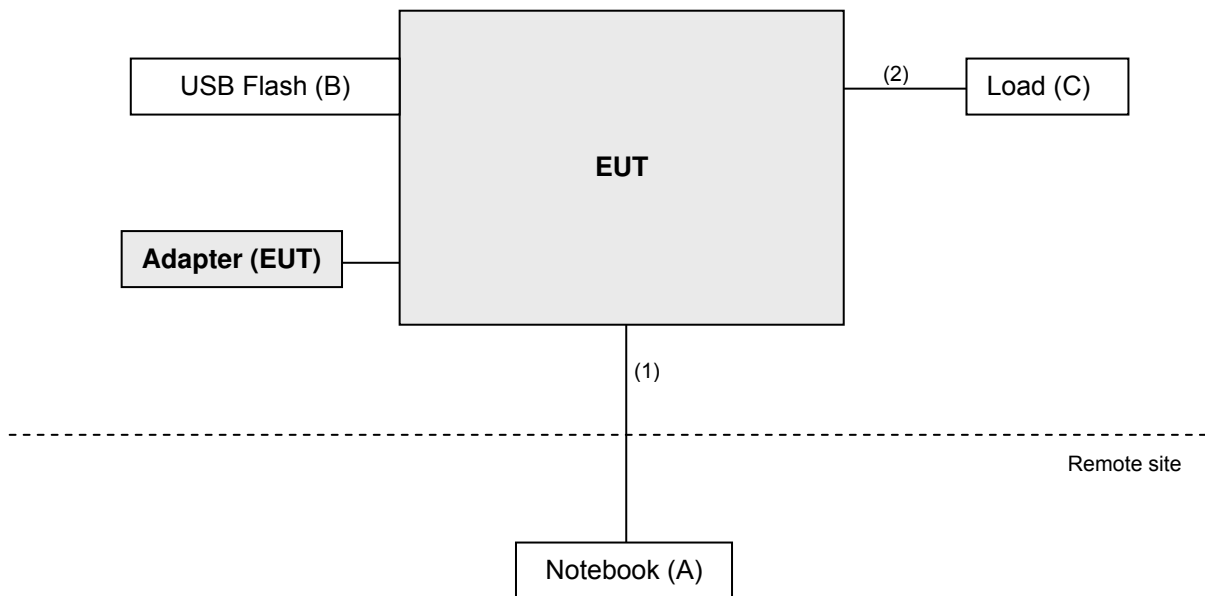 USB Flash (B)
(2)
Load (C)
EUT
Adapter (EUT)
(1)
Remote site
Notebook (A)